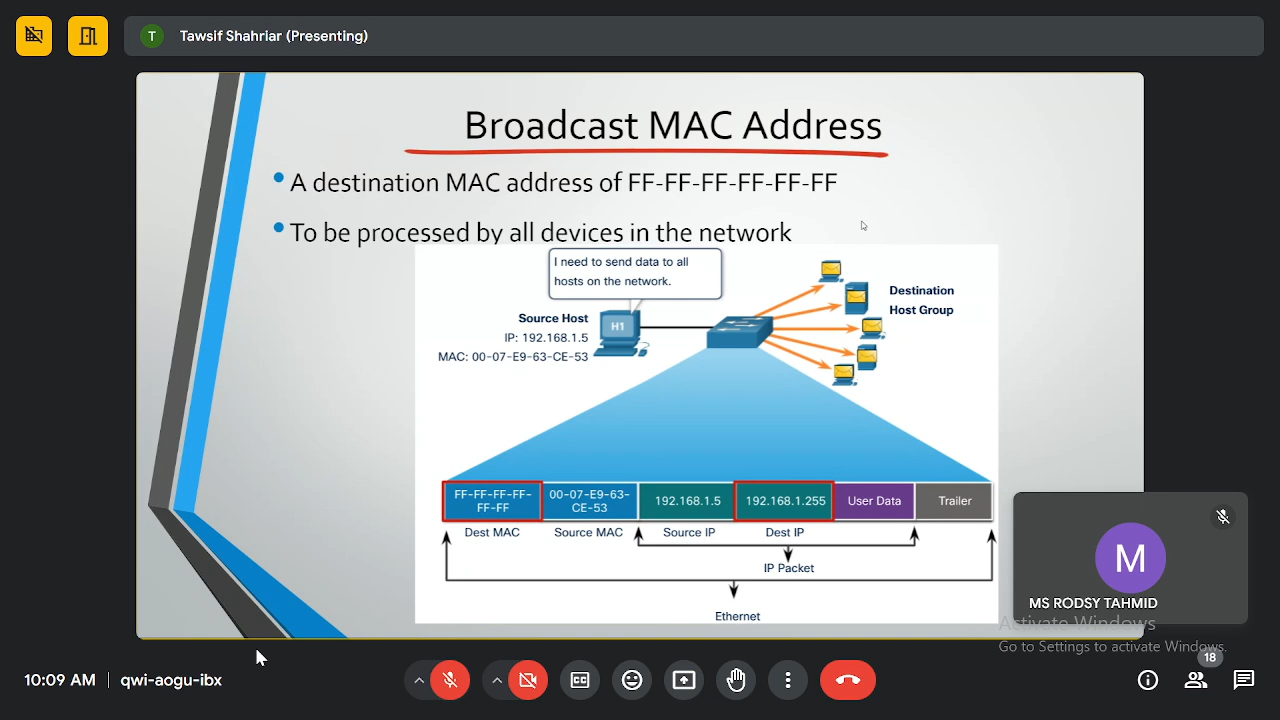 T Tawsif Shahriar (Presenting)
Broadcast MAC Address
A destination MAC address of FF-FF-FF-FF-FF-FF
To be processed by all devices in the network
I need to send data to all
hosts on the network.
Source Host
IP: 192.168.1.5
MAC: 00-07-E9-63-CE-53
H1
Destination
Host Group
FF-FF-FF-FF-
FF-FF
00-07-E9-63-
CE-53
192.168.1.5
192.168.1.255
User Data
Trailer
Dest MAC
Source MAC
Source IP
Dest IP
IP Packet
Ethernet
M
MS RODSY TAHMID
Activate Windows
Go to Settings to activate Windows.
10:09 AM | qwi-aogu-ibx
CC
18